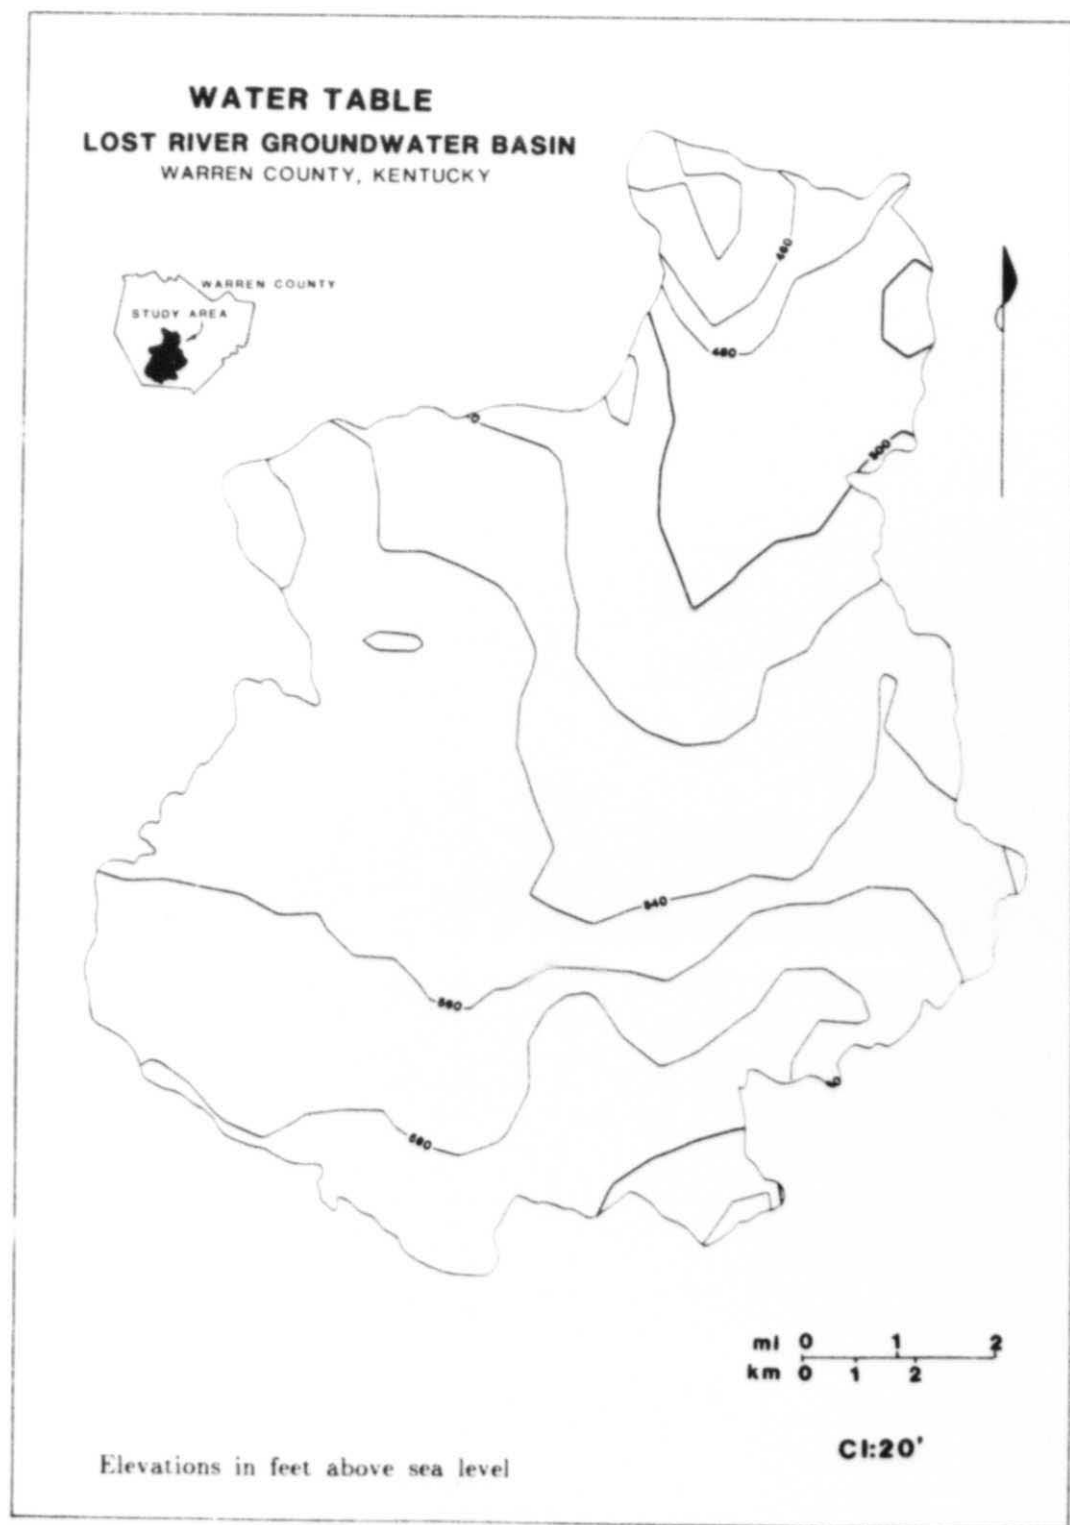 WATER TABLE
LOST RIVER GROUNDWATER BASIN
WARREN COUNTY, KENTUCKY
WARREN COUNTY
STUDY AREA
460
480
500
540
560
580
mi 0 1 2
km 0 1 2
CI:20'
Elevations in feet above sea level